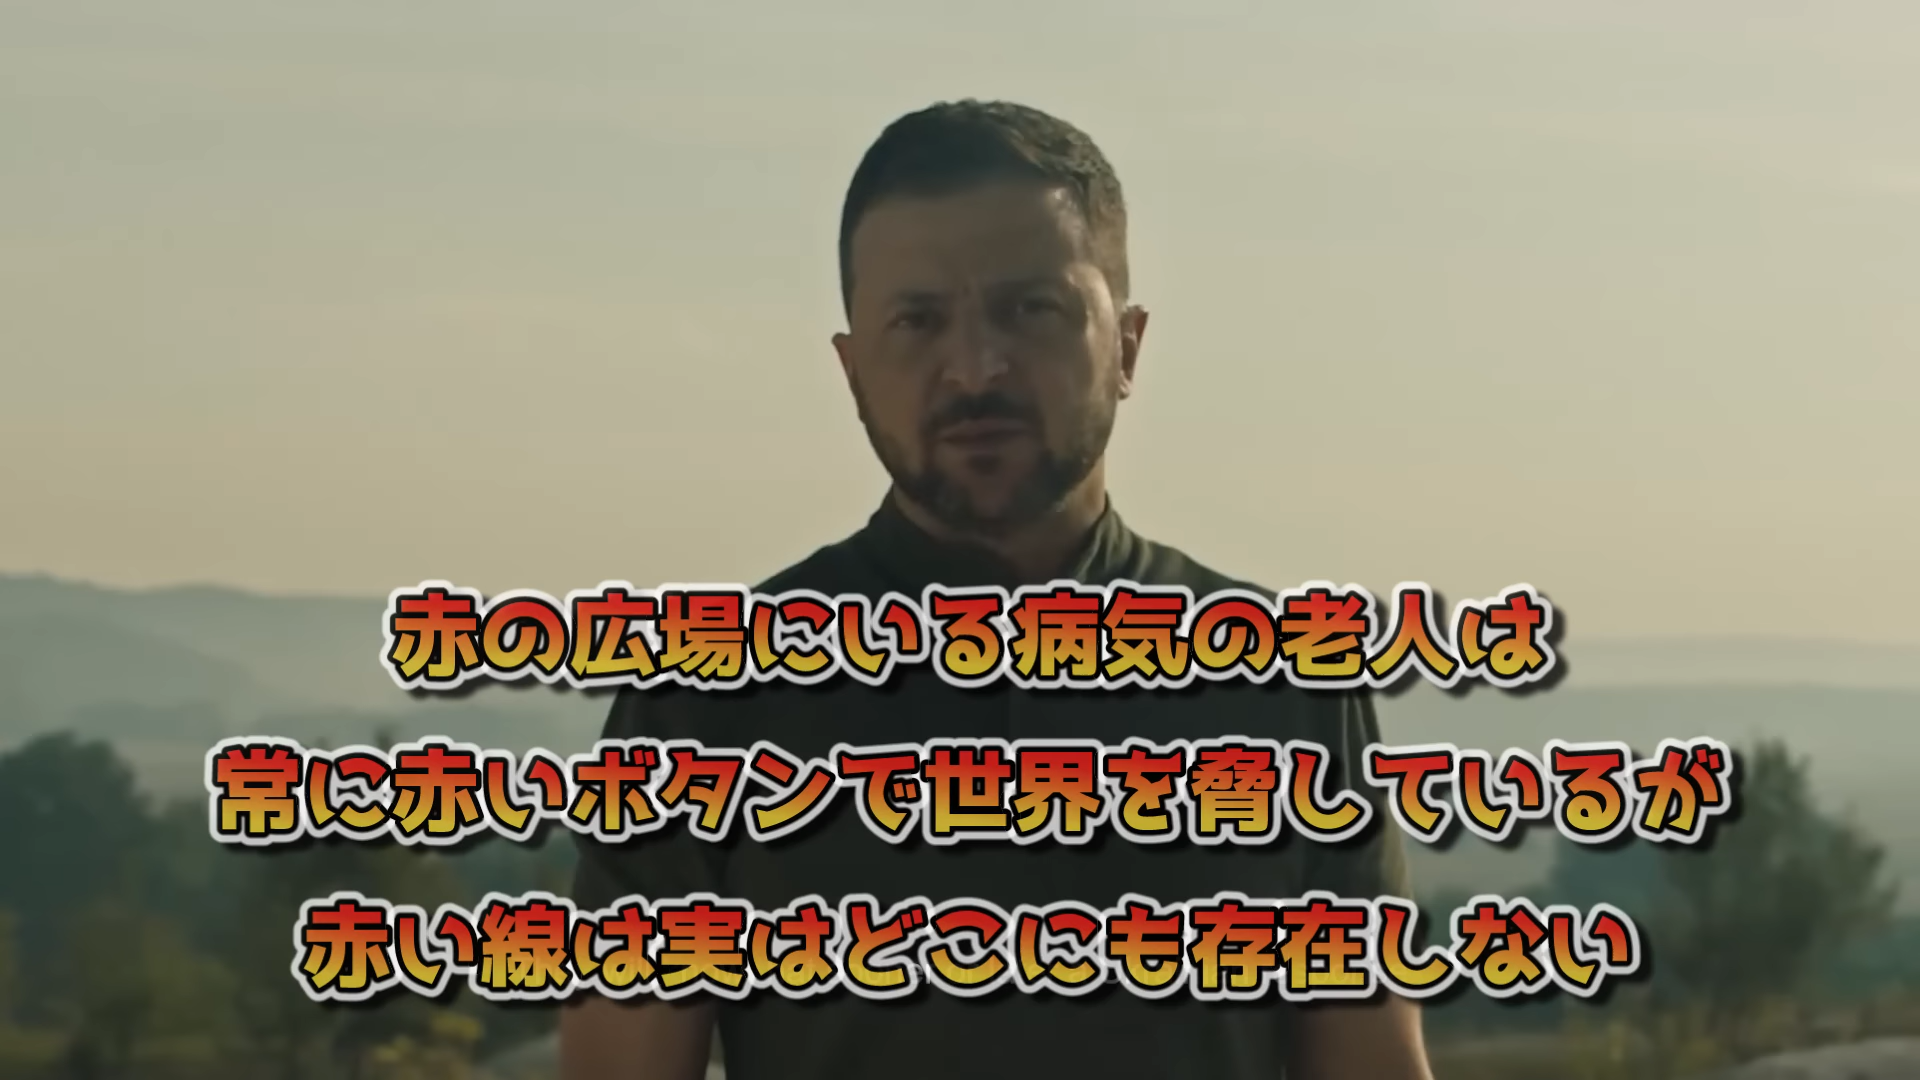 赤の広場にいる病気の老人は
常に赤いボタンで世界を脅しているが
赤い線は実はどこにも存在しない